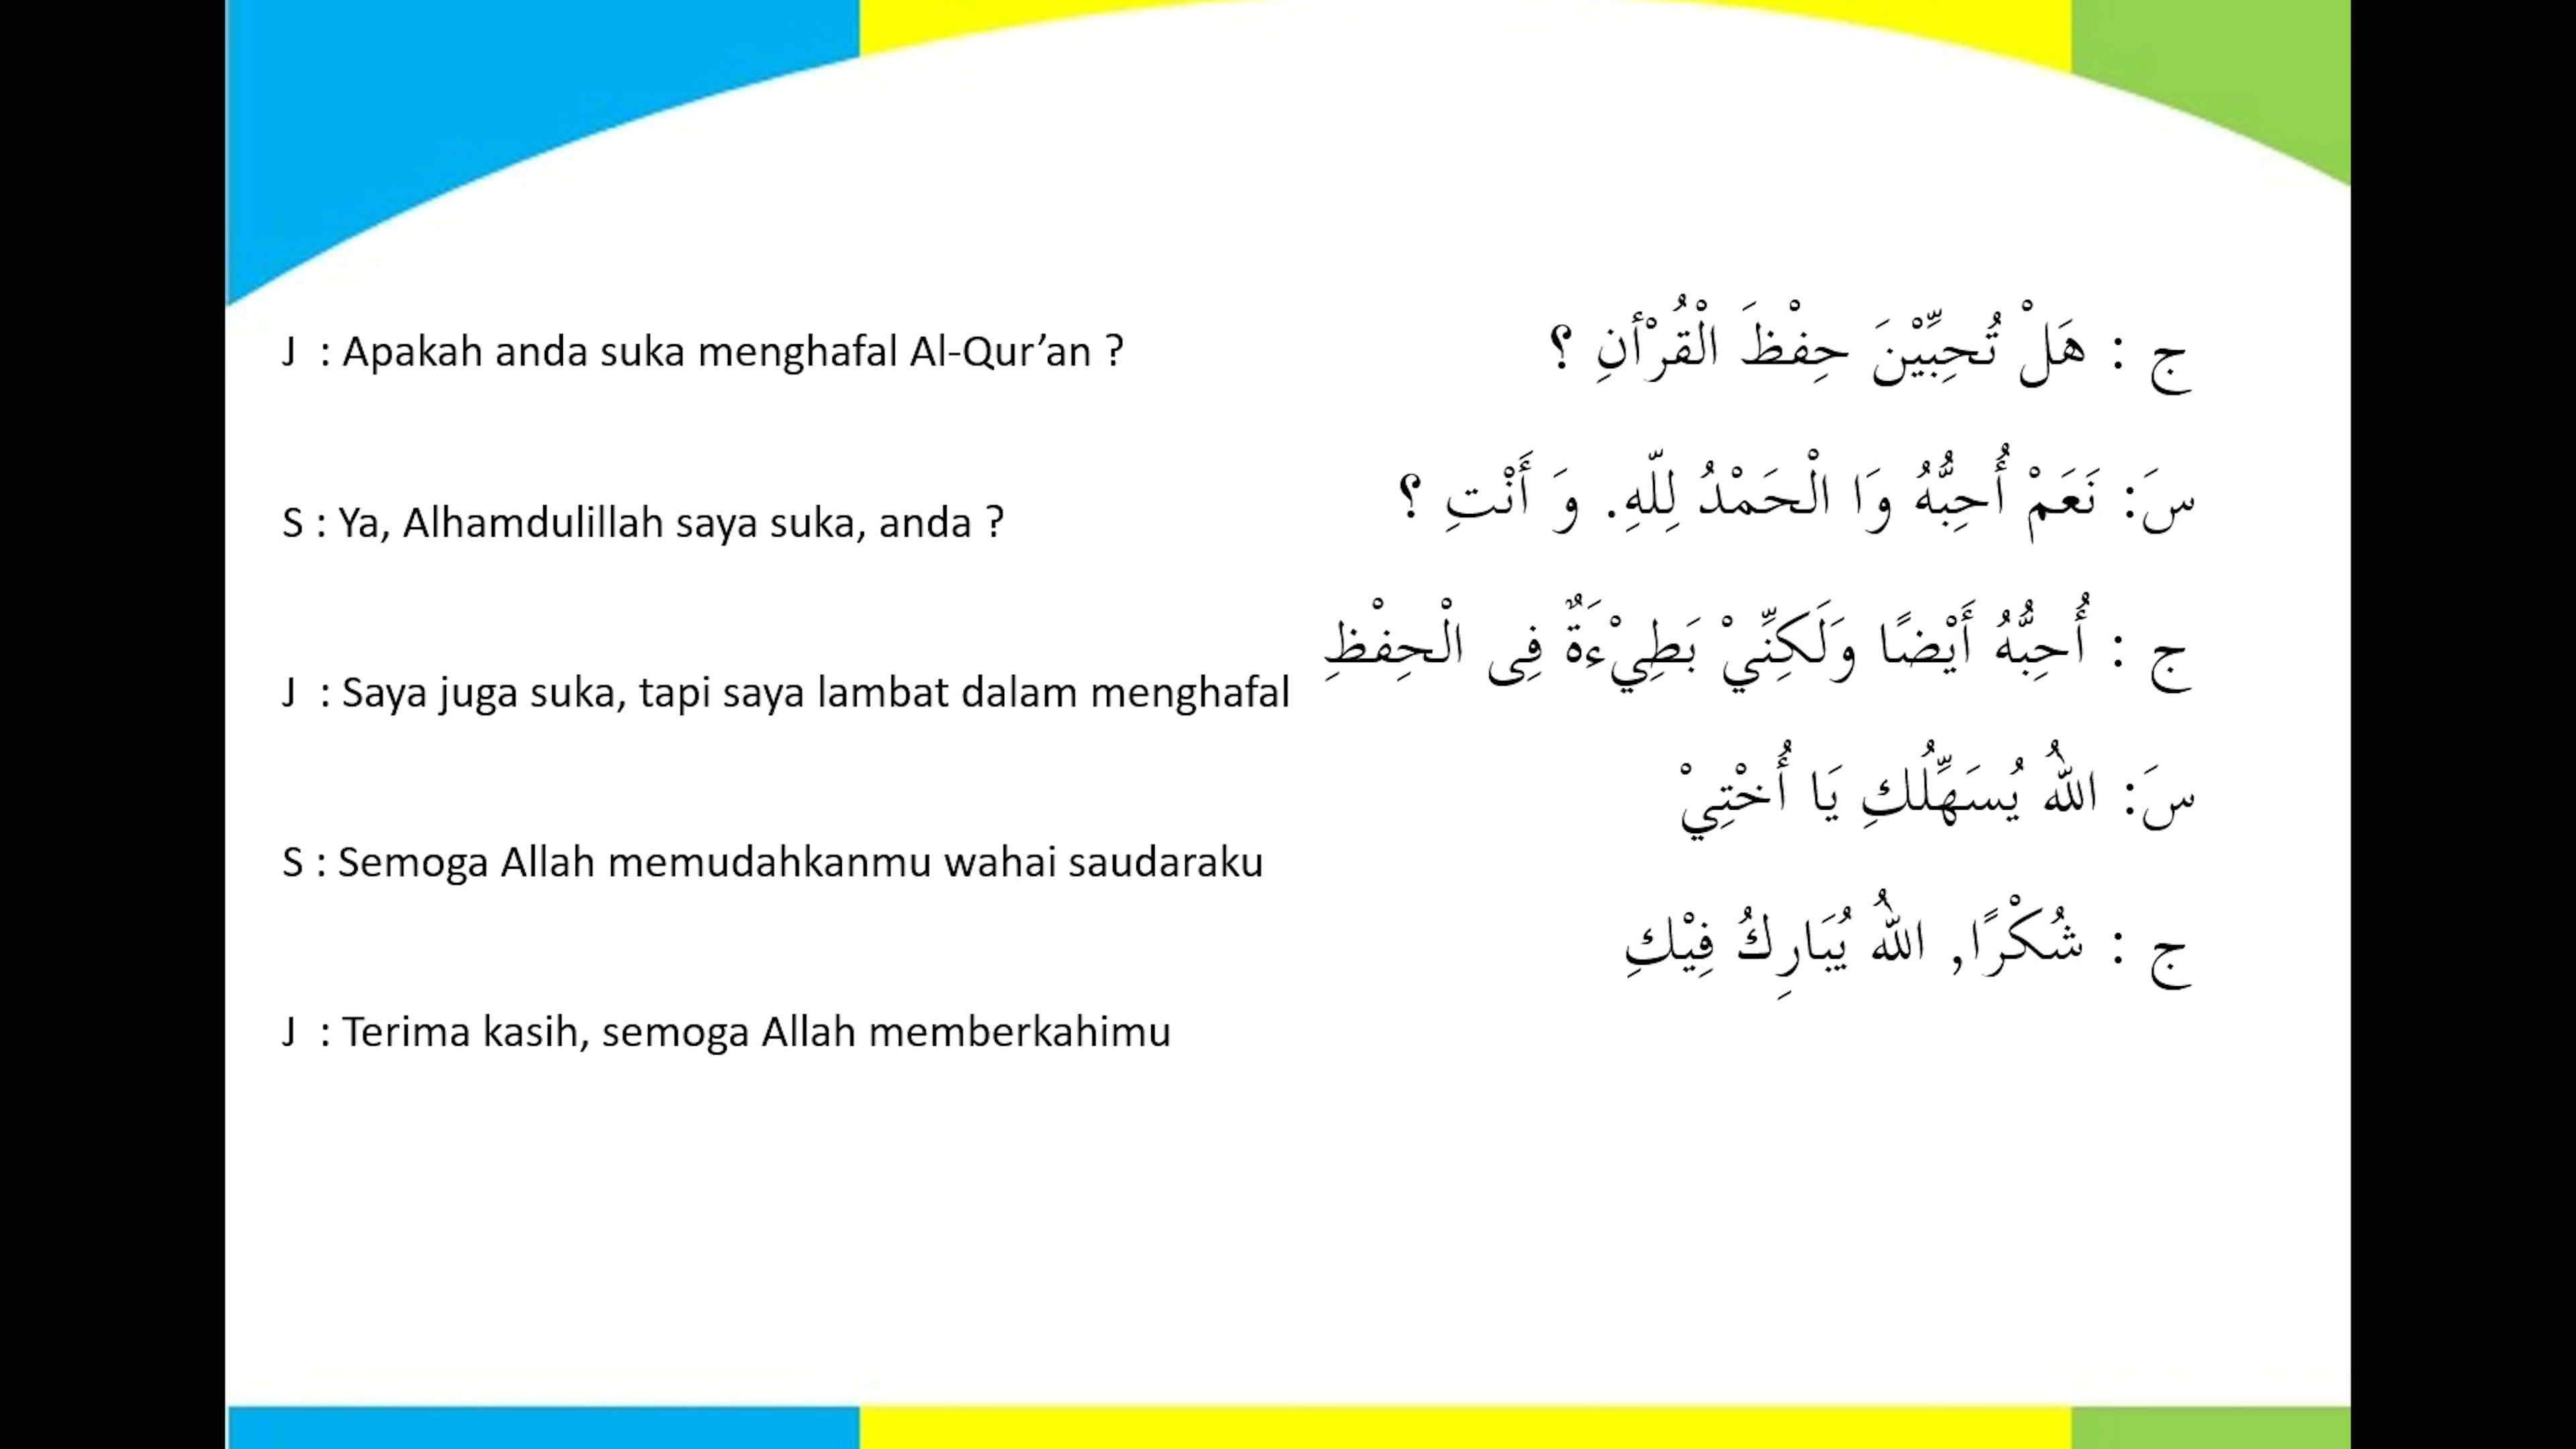 J : Apakah anda suka menghafal Al-Qur’an ?
S : Ya, Alhamdulillah saya suka, anda ?
J : Saya juga suka, tapi saya lambat dalam menghafal
S : Semoga Allah memudahkanmu wahai saudaraku
J : Terima kasih, semoga Allah memberkahimu
ج : هَلْ تُحِبِّيْنَ حِفْظَ الْقُرْأنِ ؟
سَ: نَعَمْ أُحِبُّهُ وَا الْحَمْدُ لِلّهِ. وَ أَنْتِ ؟
ج : أُحِبُّهُ أَيْضًا وَلَكِنِّيْ بَطِيْءَةٌ فِى الْحِفْظِ
سَ: اللهُ يُسَهِّلُكِ يَا أُخْتِيْ
ج : شُكْرًا, اللهُ يُبَارِكُ فِيْكِ